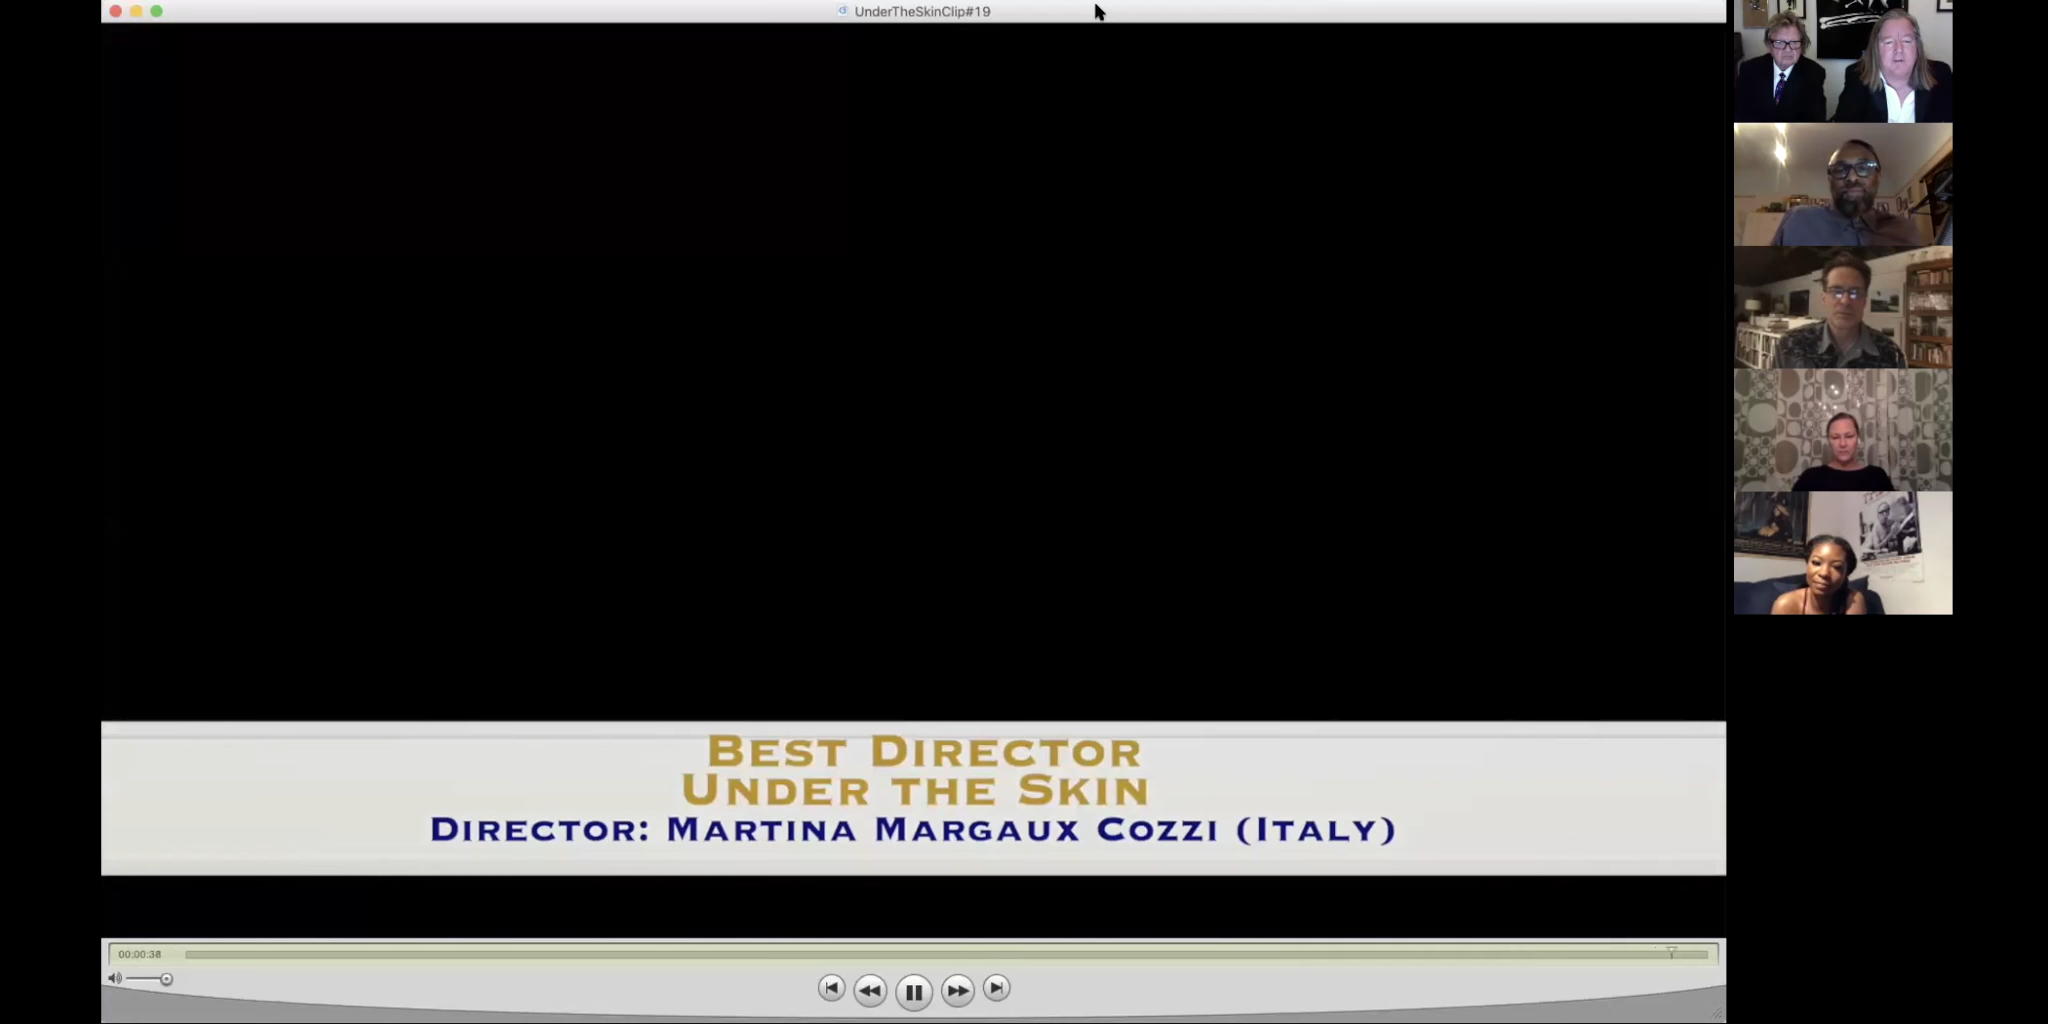 UnderTheSkinClip#19
Best Director
Under the Skin
Director: Martina Margaux Cozzi (Italy)
00:00:38